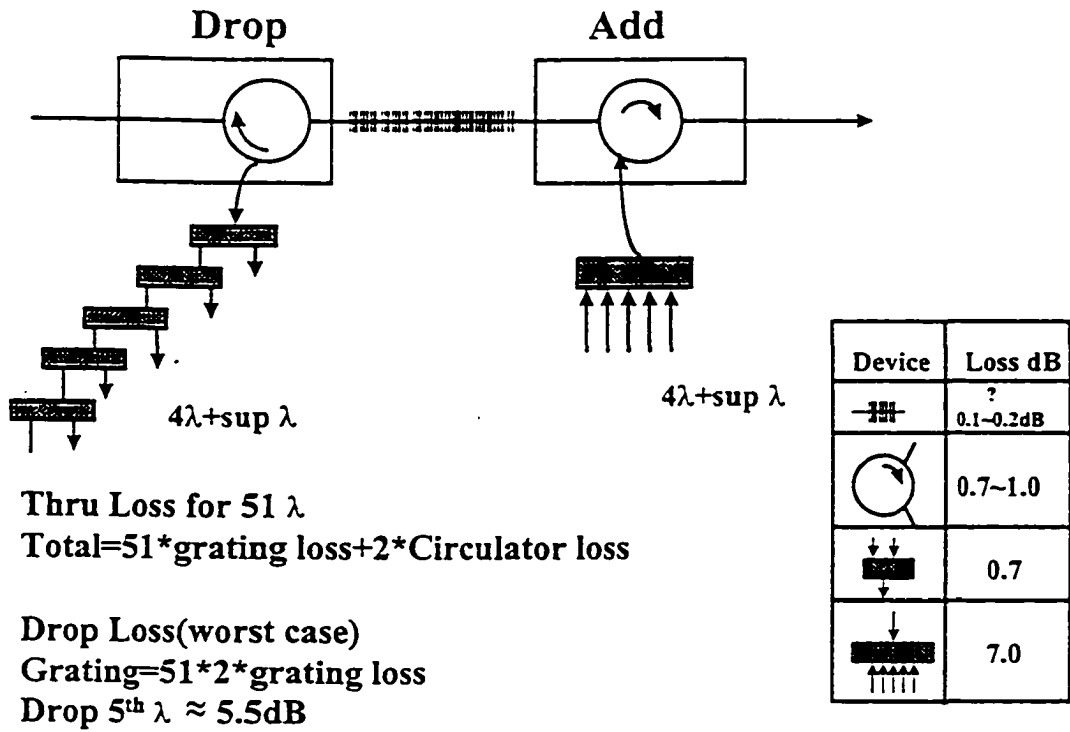 Drop
Add
4λ+sup λ
4λ+sup λ
Device Loss dB
?
0.1~0.2dB
0.7~1.0
0.7
7.0
Thru Loss for 51 λ
Total=51*grating loss+2*Circulator loss
Drop Loss(worst case)
Grating=51*2*grating loss
Drop 5th λ ≈ 5.5dB